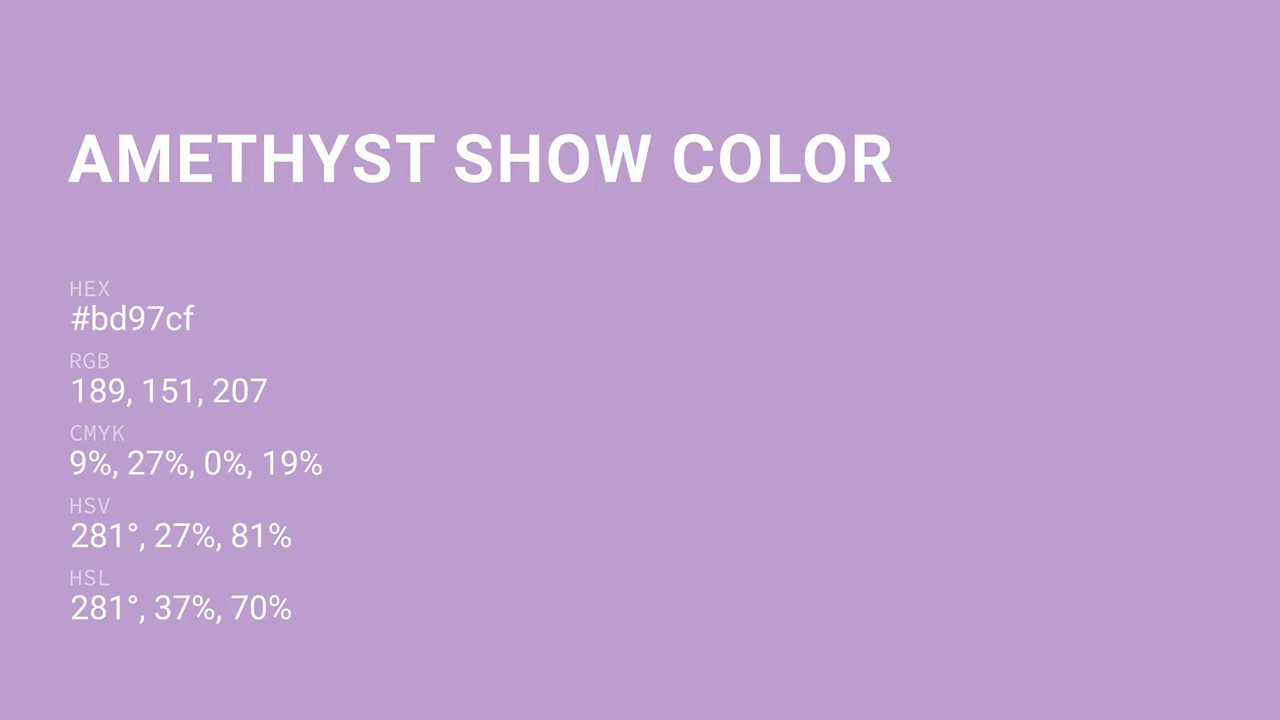 AMETHYST SHOW COLOR
HEX
#bd97cf
RGB
189, 151, 207
CMYK
9%, 27%, 0%, 19%
HSV
281°, 27%, 81%
HSL
281°, 37%, 70%